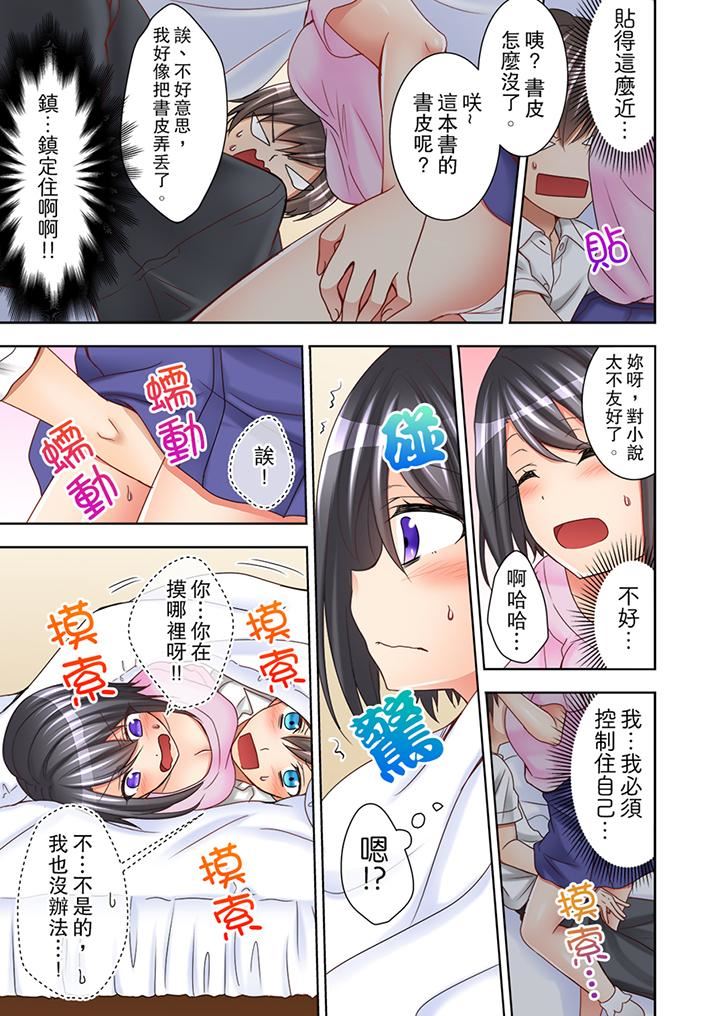 貼得這麼近…
貼
咦？書皮
怎麼沒了。
咲~
這本書的
書皮呢？
誒、不好意思，
我好像把書皮弄丟了。
鎮…鎮定住啊啊!!
妳呀，對小說
太不友好了。
不好…
啊哈哈…
我…我必須
控制住自己…
摸索…
碰
驚
嗯!?
誒！
蠕動
蠕動
你…你在
摸哪裡呀!!
摸索
摸索
摸索
不…不是的，
我也沒辦法…！